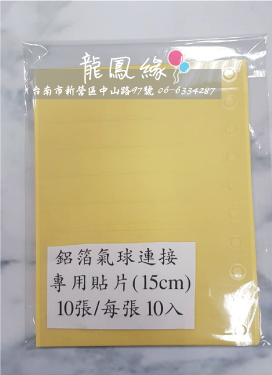 龍鳳緣
台南市新營區中山路97號 06-6334287
鋁箔氣球連接
專用貼片(15cm)
10張/每張10入